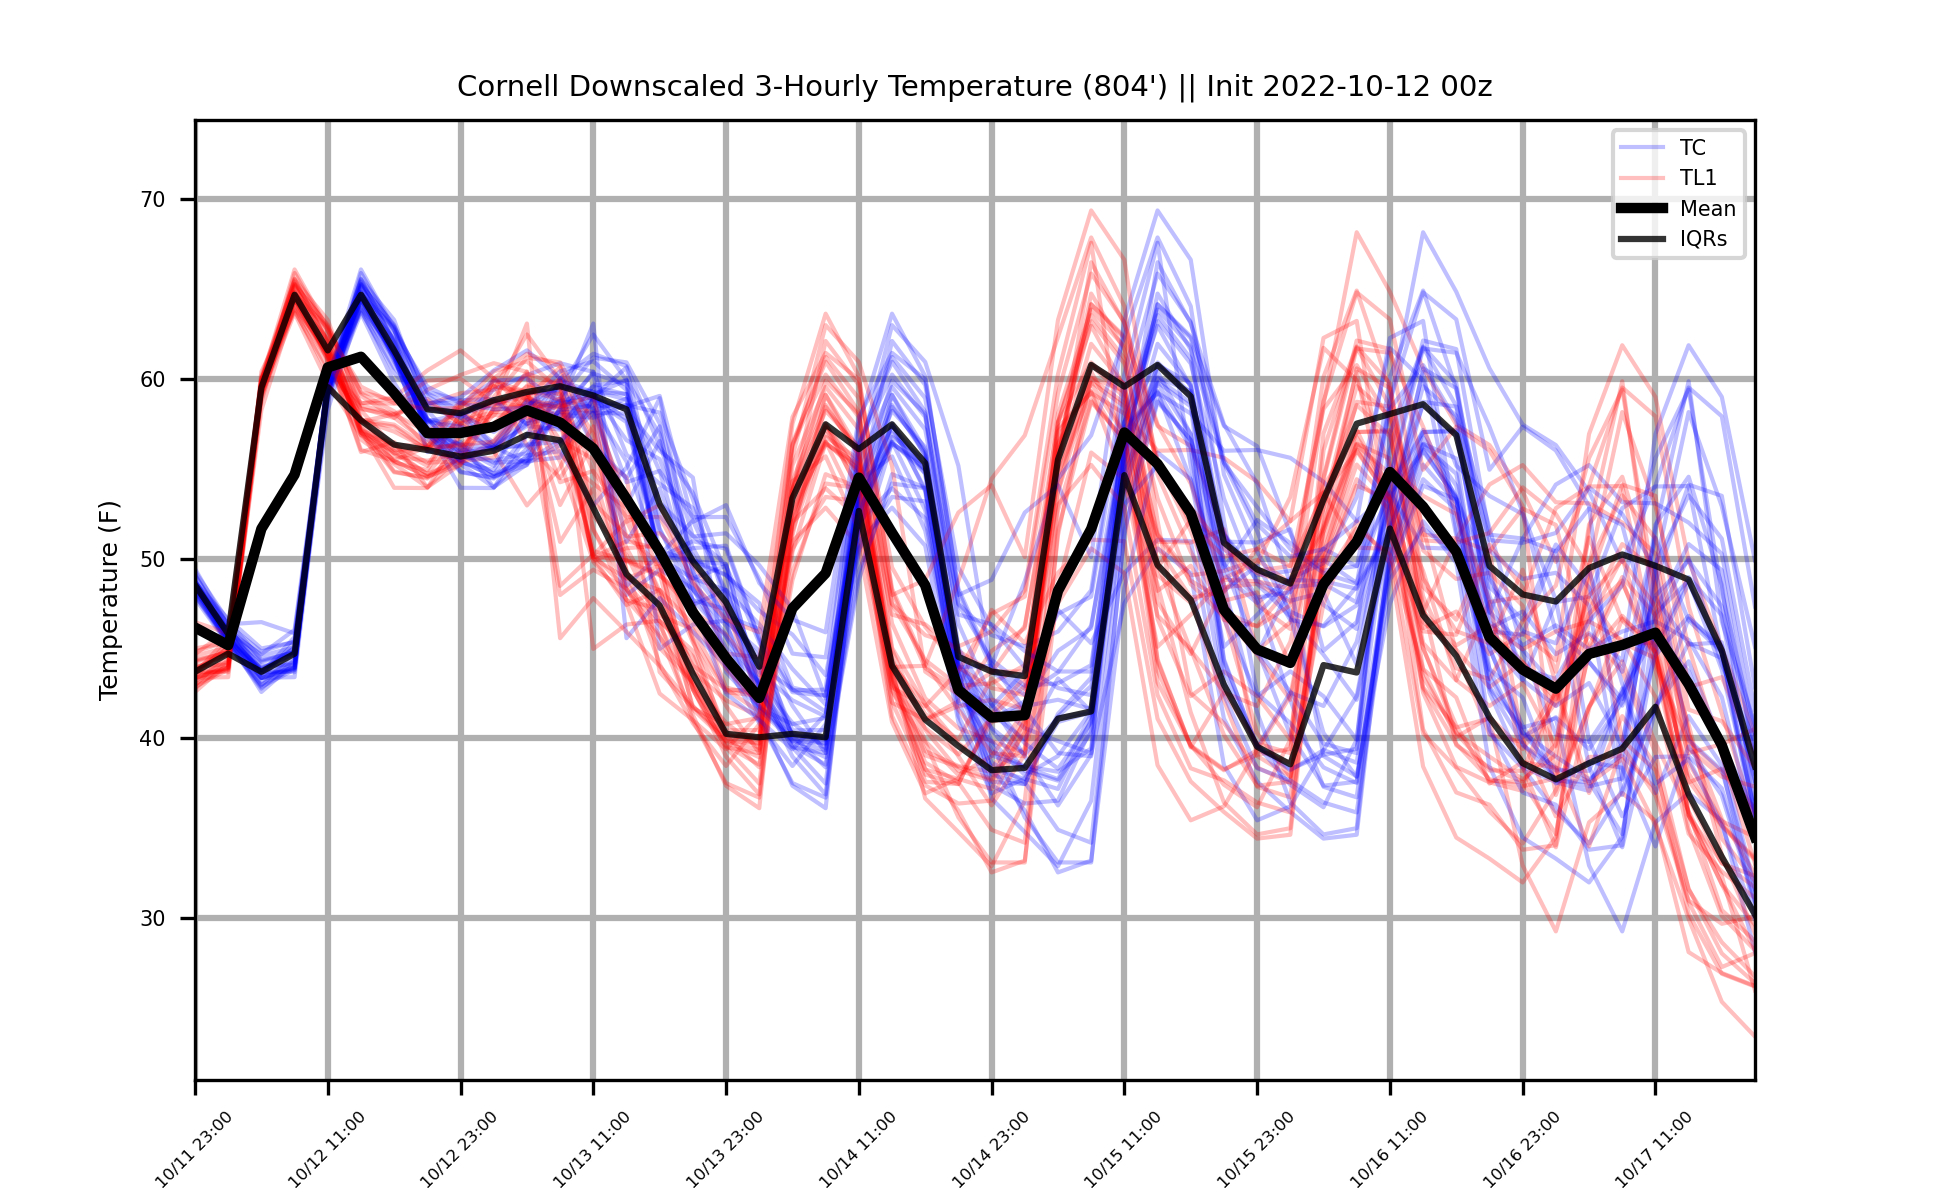 Cornell Downscaled 3-Hourly Temperature (804') || Init 2022-10-12 00z
TC
TL1
Mean
IQRs
Temperature (F)
70
60
50
40
30
10/11 23:00
10/12 11:00
10/12 23:00
10/13 11:00
10/13 23:00
10/14 11:00
10/14 23:00
10/15 11:00
10/15 23:00
10/16 11:00
10/16 23:00
10/17 11:00